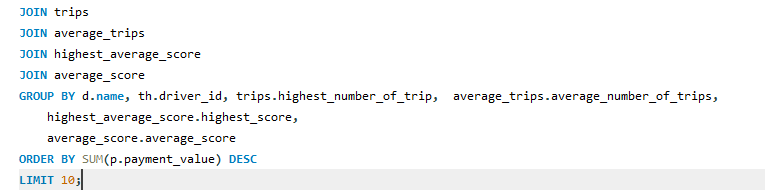 JOIN trips
JOIN average_trips
JOIN highest_average_score
JOIN average_score
GROUP BY d.name, th.driver_id, trips.highest_number_of_trip,  average_trips.average_number_of_trips,
    highest_average_score.highest_score,
    average_score.average_score
ORDER BY SUM(p.payment_value) DESC
LIMIT 10;